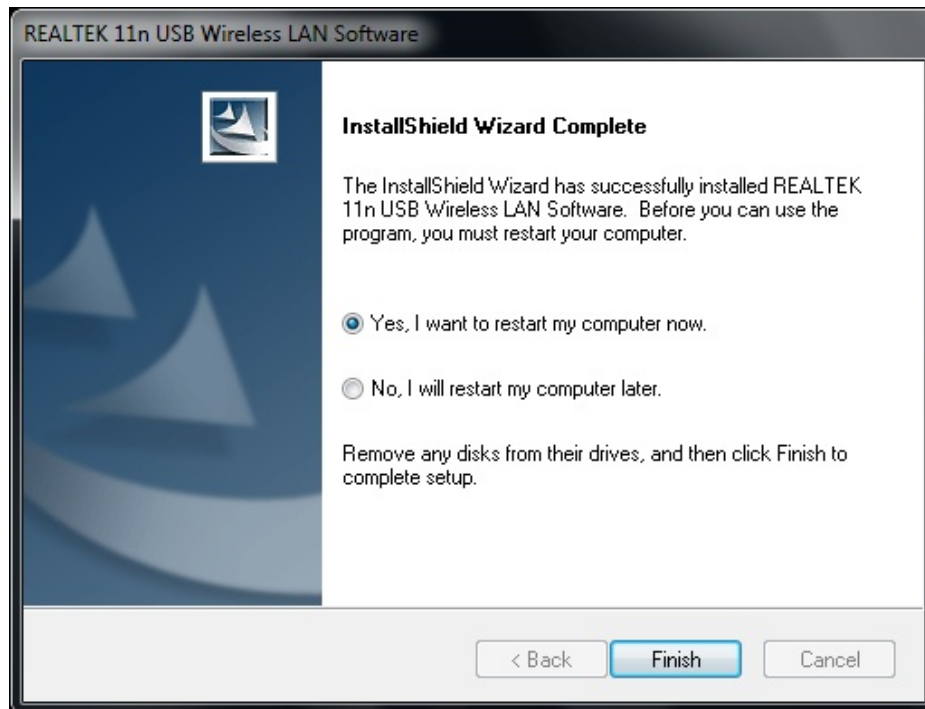 REALTEK 11n USB Wireless LAN Software
InstallShield Wizard Complete
The InstallShield Wizard has successfully installed REALTEK
11n USB Wireless LAN Software.  Before you can use the
program, you must restart your computer.
Yes, I want to restart my computer now.
No, I will restart my computer later.
Remove any disks from their drives, and then click Finish to
complete setup.
< Back
Finish
Cancel